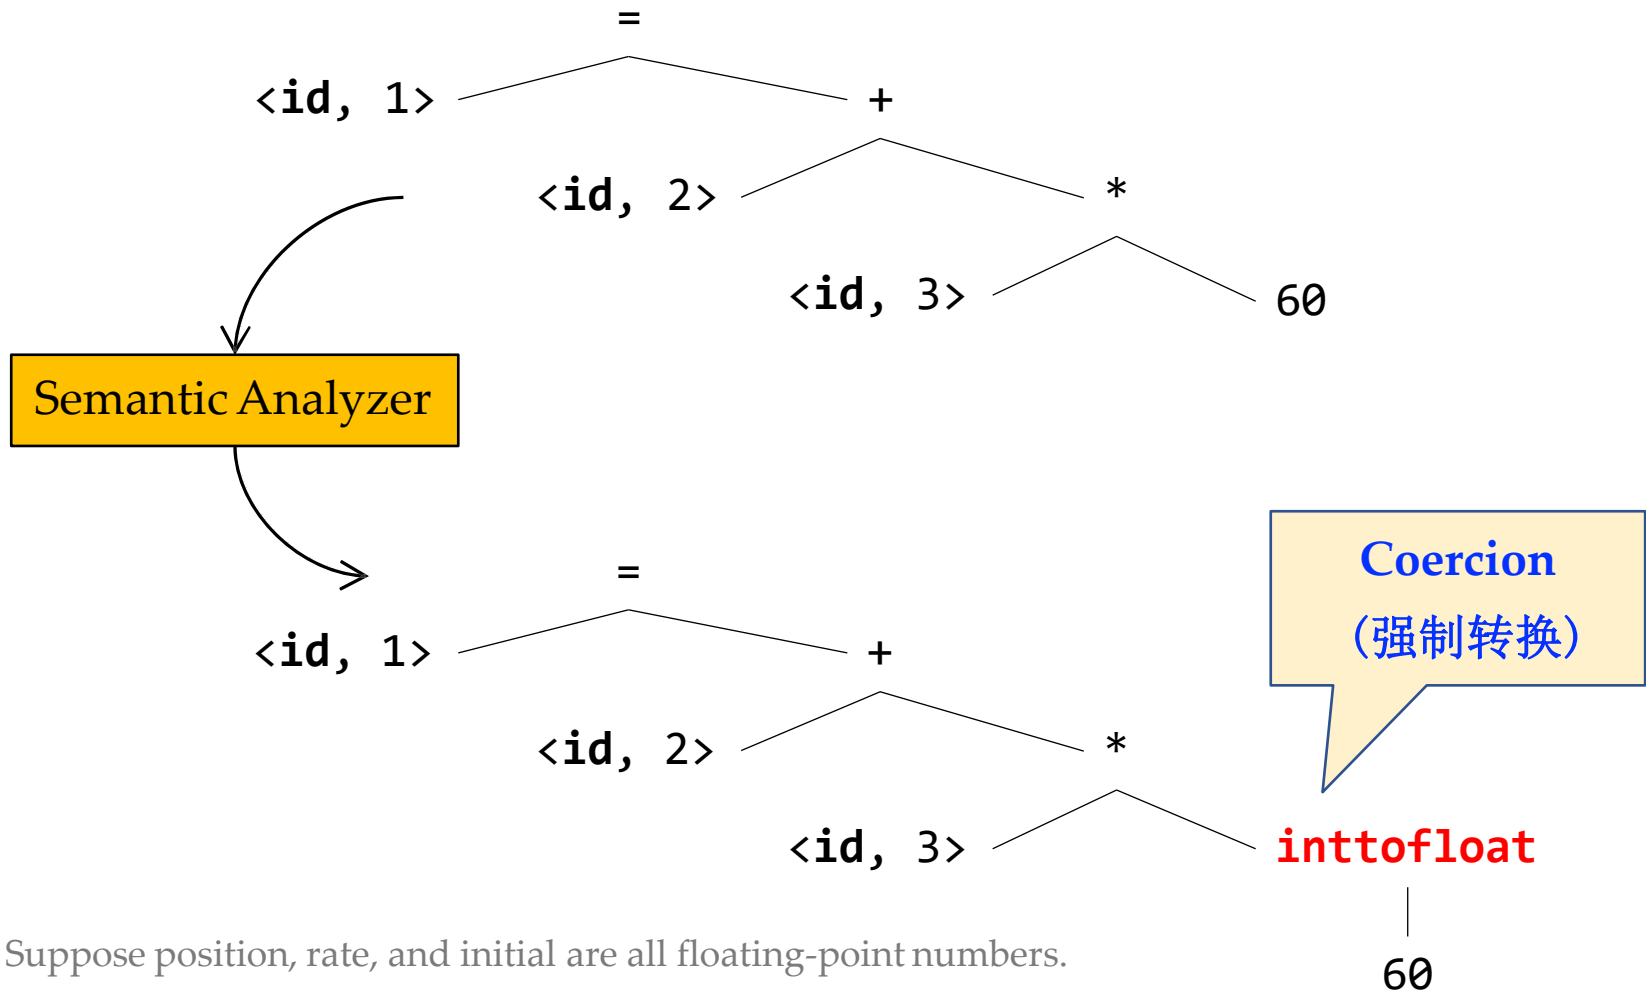 =
<id, 1>
+
<id, 2>
*
<id, 3>
60
Semantic Analyzer
Coercion
(强制转换)
=
<id, 1>
+
<id, 2>
*
<id, 3>
inttofloat
60
Suppose position, rate, and initial are all floating-point numbers.